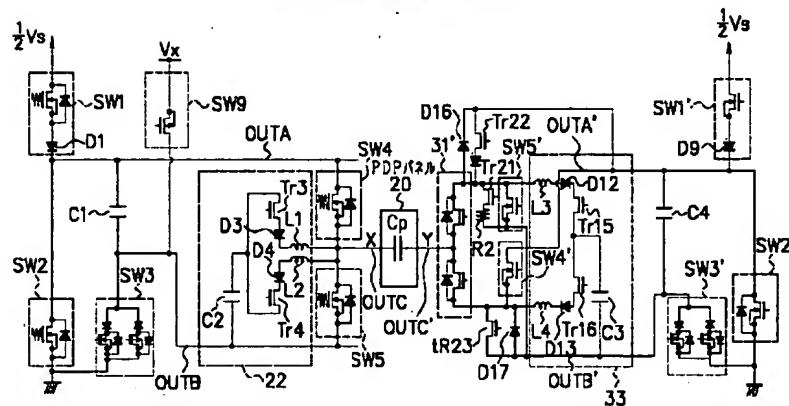 ½Vs
SW1
D1
Vx
SW9
OUTA
C1
SW2
SW3
OUTB
C2
22
Tr3
D3
L1
D4
L2
Tr4
SW4
PDPパネル
20
Cp
X
Y
OUTC
OUTC'
SW5
D16
31'
Tr22
SW5'
Tr21
R2
OUTA'
L3
D12
Tr15
SW4'
L4
Tr16
C3
D13
tR23
D17
OUTB'
33
½Vs
SW1'
D9
C4
SW2
SW3'